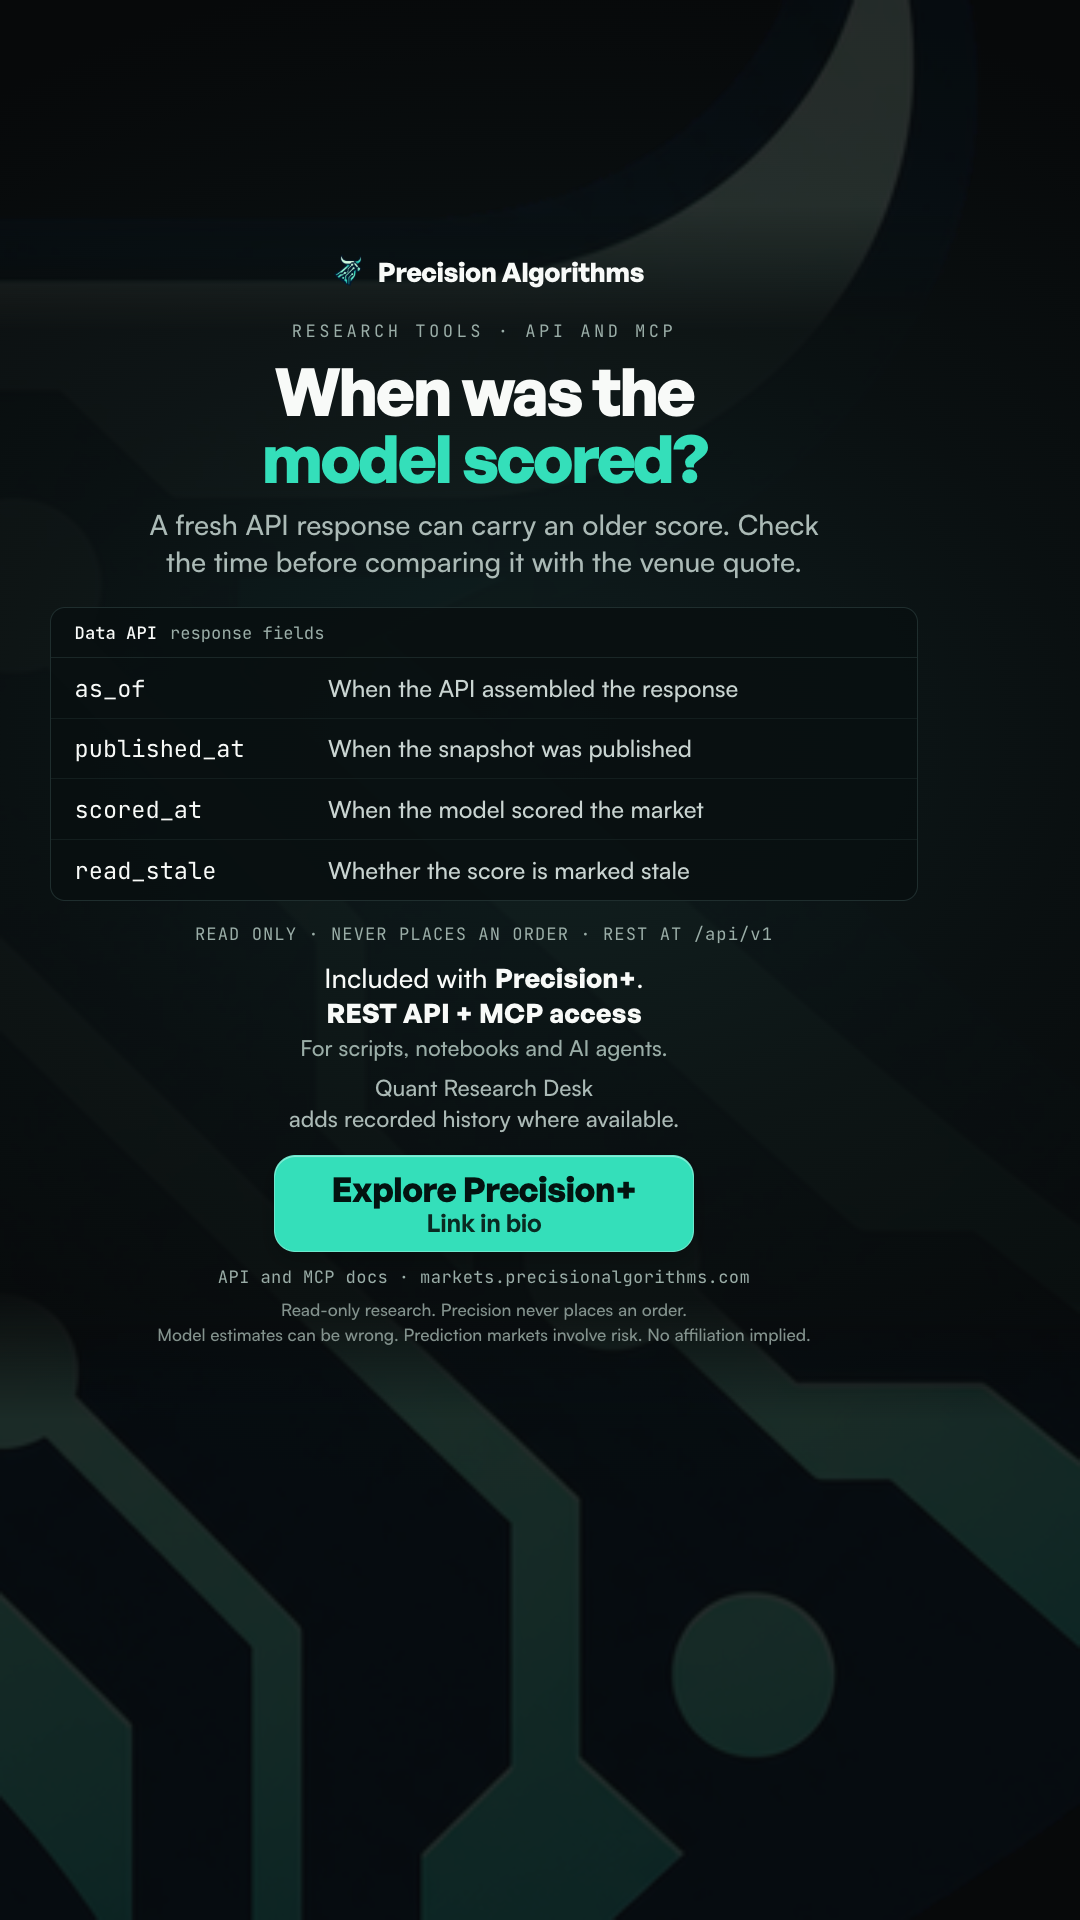 Precision Algorithms
RESEARCH TOOLS · API AND MCP
When was the
model scored?
A fresh API response can carry an older score. Check
the time before comparing it with the venue quote.
Data API response fields
as_of When the API assembled the response
published_at When the snapshot was published
scored_at When the model scored the market
read_stale Whether the score is marked stale
READ ONLY · NEVER PLACES AN ORDER · REST AT /api/v1
Included with Precision+.
REST API + MCP access
For scripts, notebooks and AI agents.
Quant Research Desk
adds recorded history where available.
Explore Precision+
Link in bio
API and MCP docs · markets.precisionalgorithms.com
Read-only research. Precision never places an order.
Model estimates can be wrong. Prediction markets involve risk. No affiliation implied.